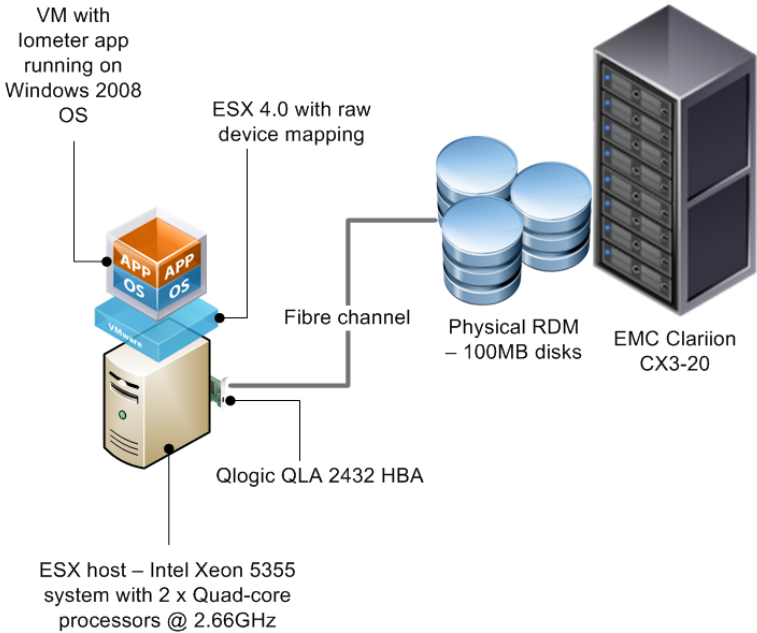 VM with
Iometer app
running on
Windows 2008
OS
ESX 4.0 with raw
device mapping
APP
APP
OS
OS
VMware
Fibre channel
Physical RDM
– 100MB disks
EMC Clariion
CX3-20
Qlogic QLA 2432 HBA
ESX host – Intel Xeon 5355
system with 2 x Quad-core
processors @ 2.66GHz